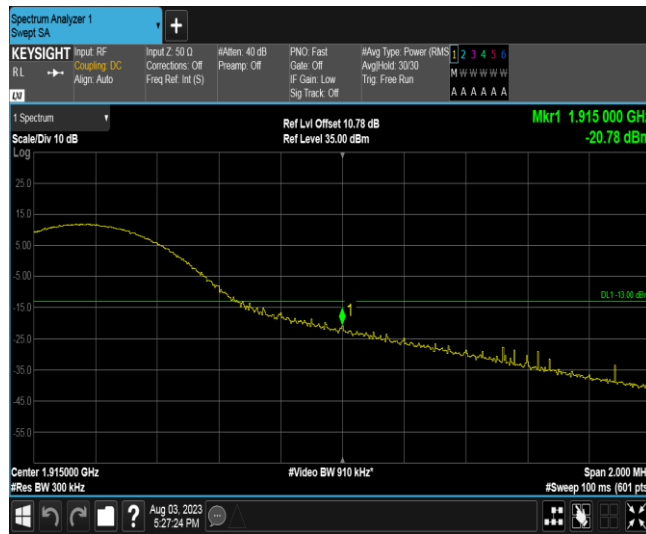 Spectrum Analyzer 1
Swept SA
KEYSIGHT
RL
LXI
Input: RF
Coupling: DC
Align: Auto
Input Z: 50 Ω
Corrections: Off
Freq Ref: Int (S)
#Atten: 40 dB
Preamp: Off
PNO: Fast
Gate: Off
IF Gain: Low
Sig Track: Off
#Avg Type: Power (RMS
Avg|Hold: 30/30
Trig: Free Run
1 2 3 4 5 6
M W W W W W
A A A A A A
1 Spectrum
Scale/Div 10 dB
Ref Lvl Offset 10.78 dB
Ref Level 35.00 dBm
Mkr1 1.915 000 GHz
-20.78 dBm
Log
25.0
15.0
5.00
-5.00
-15.0
-25.0
-35.0
-45.0
-55.0
DL1 -13.00 dBm
1
Center 1.915000 GHz
#Res BW 300 kHz
#Video BW 910 kHz*
Span 2.000 MH
#Sweep 100 ms (601 pts
?
Aug 03, 2023
5:27:24 PM